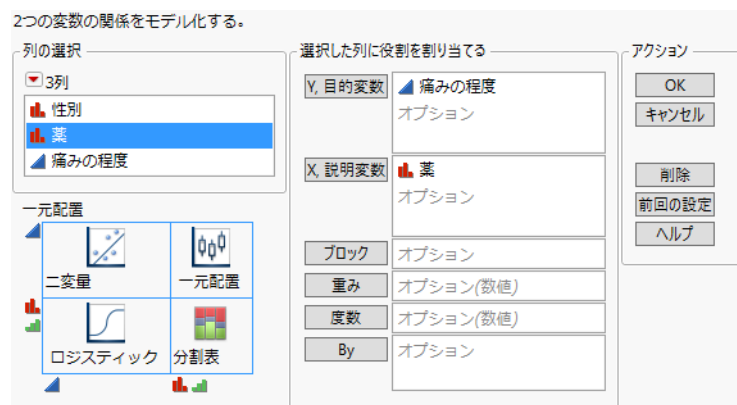 2つの変数の関係をモデル化する。
列の選択
3列
性別
薬
痛みの程度
一元配置
二変量
一元配置
ロジスティック
分割表
選択した列に役割を割り当てる
Y, 目的変数
痛みの程度
オプション
X, 説明変数
薬
オプション
ブロック
オプション
重み
オプション(数値)
度数
オプション(数値)
By
オプション
アクション
OK
キャンセル
削除
前回の設定
ヘルプ